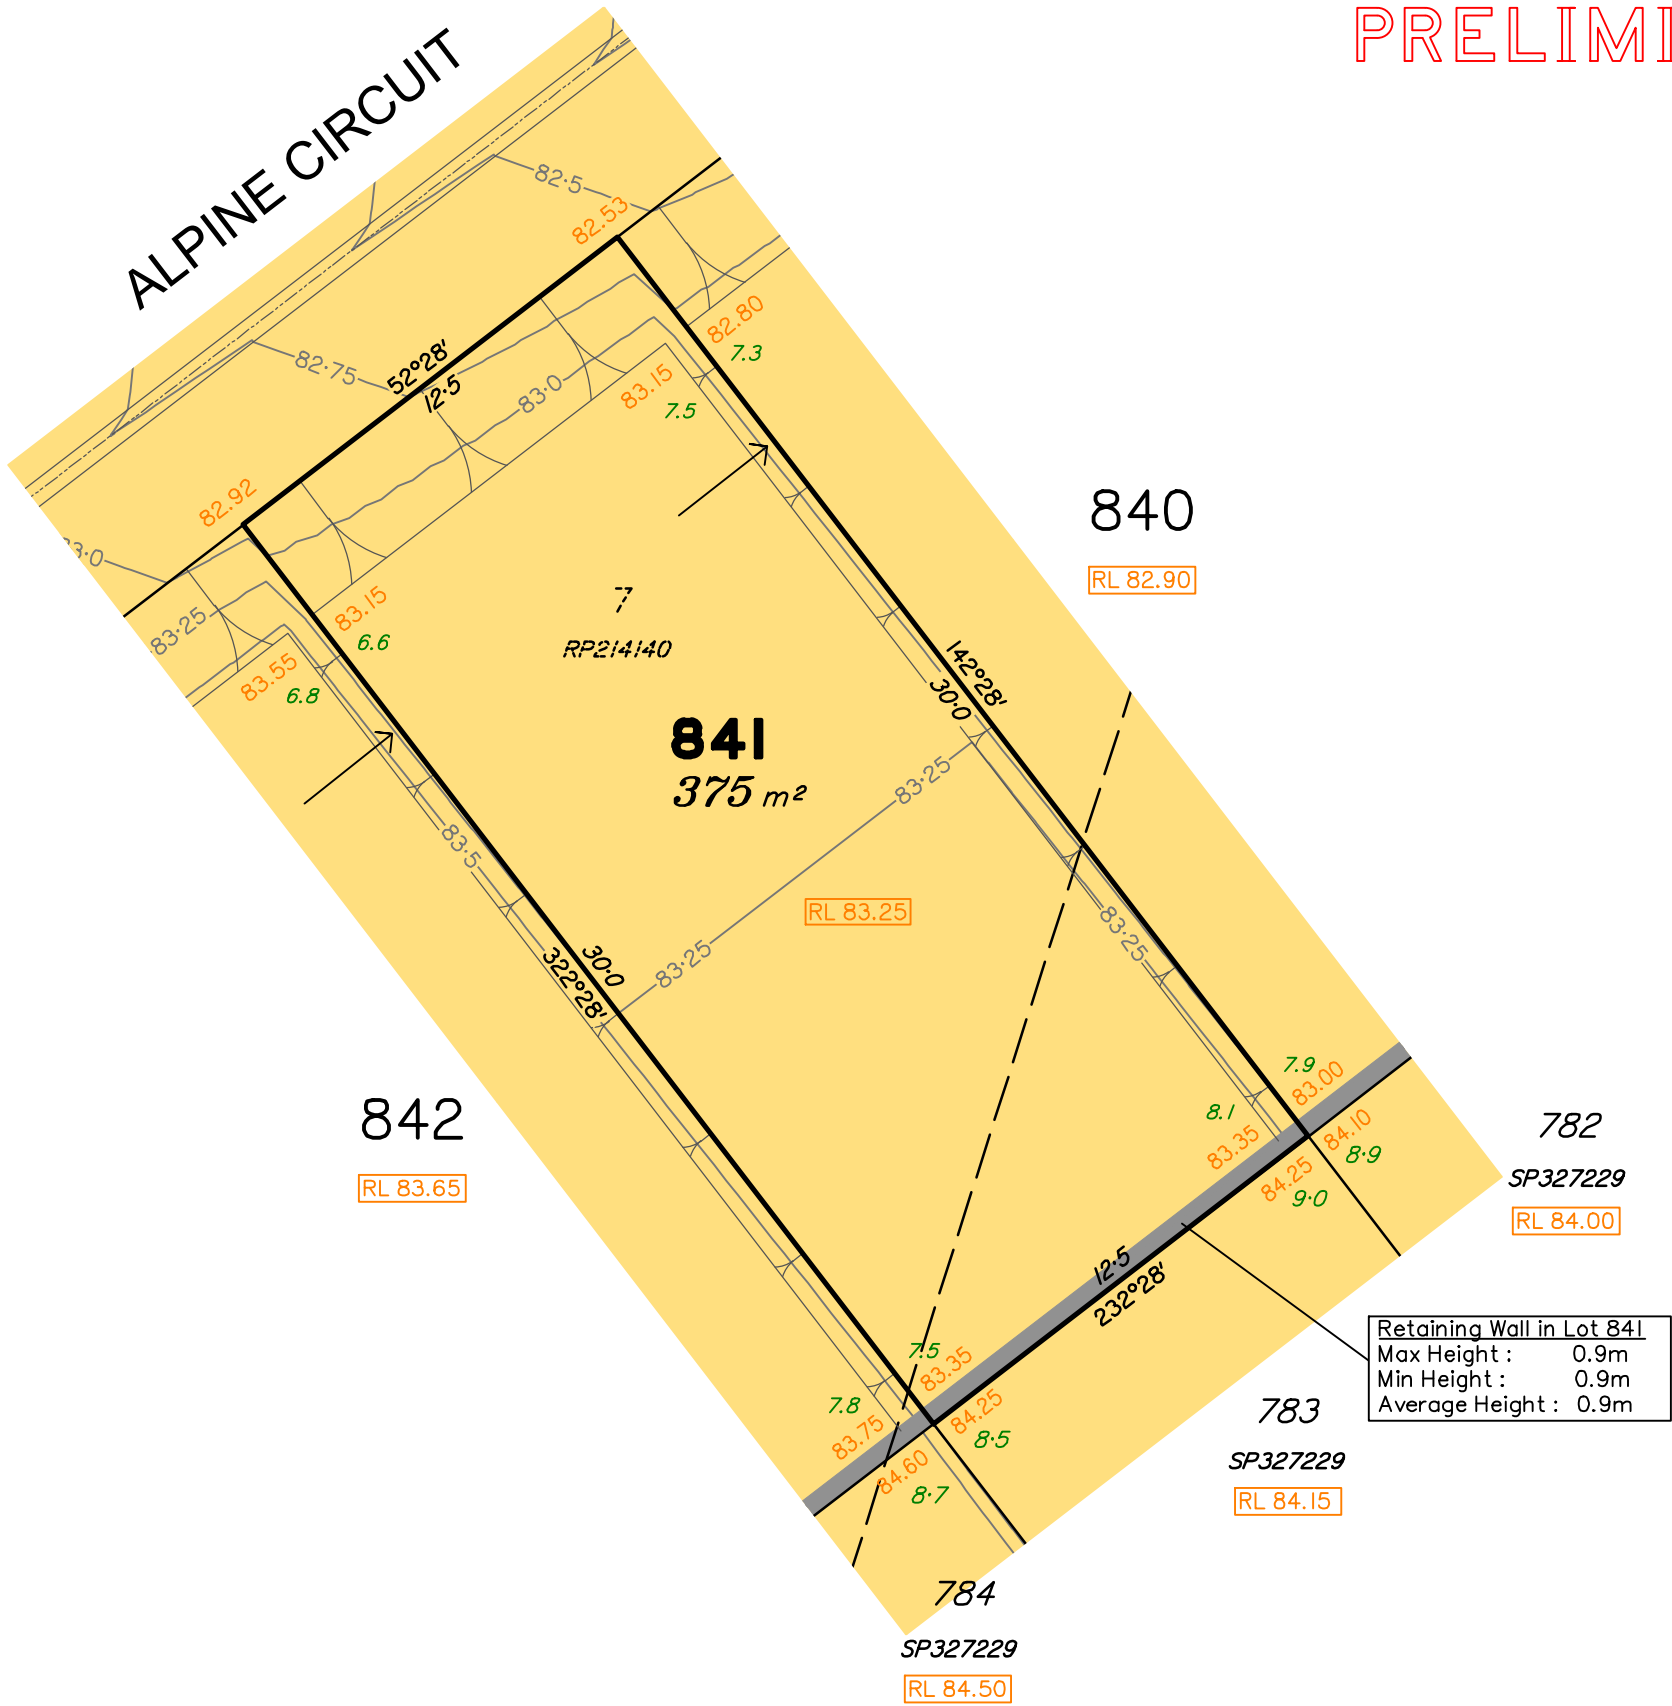 PRELIMI
ALPINE CIRCUIT
82·5
82.53
82.80
7.3
82·75
52°28'
12·5
83·0
83.15
7.5
82.92
83·0
83.15
6.6
83·25
83.55
6.8
7
RP214140
840
RL 82.90
142°28'
30·0
841
375 m²
83·25
83·5
RL 83.25
83·25
83·25
30·0
322°28'
842
RL 83.65
7.9
83.00
8.1
83.35
84.10
8·9
84.25
9·0
782
SP327229
RL 84.00
12·5
232°28'
Retaining Wall in Lot 841
Max Height : 0.9m
Min Height : 0.9m
Average Height : 0.9m
7.5
83.35
7.8
83.75
84.25
8·5
84.60
8·7
783
SP327229
RL 84.15
784
SP327229
RL 84.50